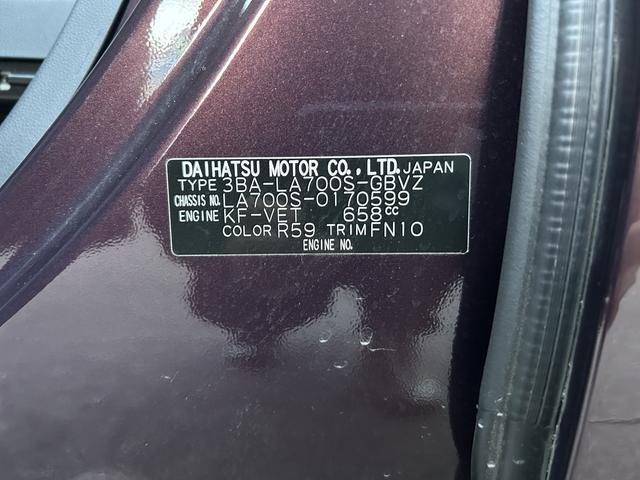 DAIHATSU MOTOR CO., LTD. JAPAN
TYPE 3BA-LA700S-GBVZ
CHASSIS NO. LA700S-0170599
ENGINE KF-VET 658cc
COLOR R59 TRIM FN10
ENGINE NO.